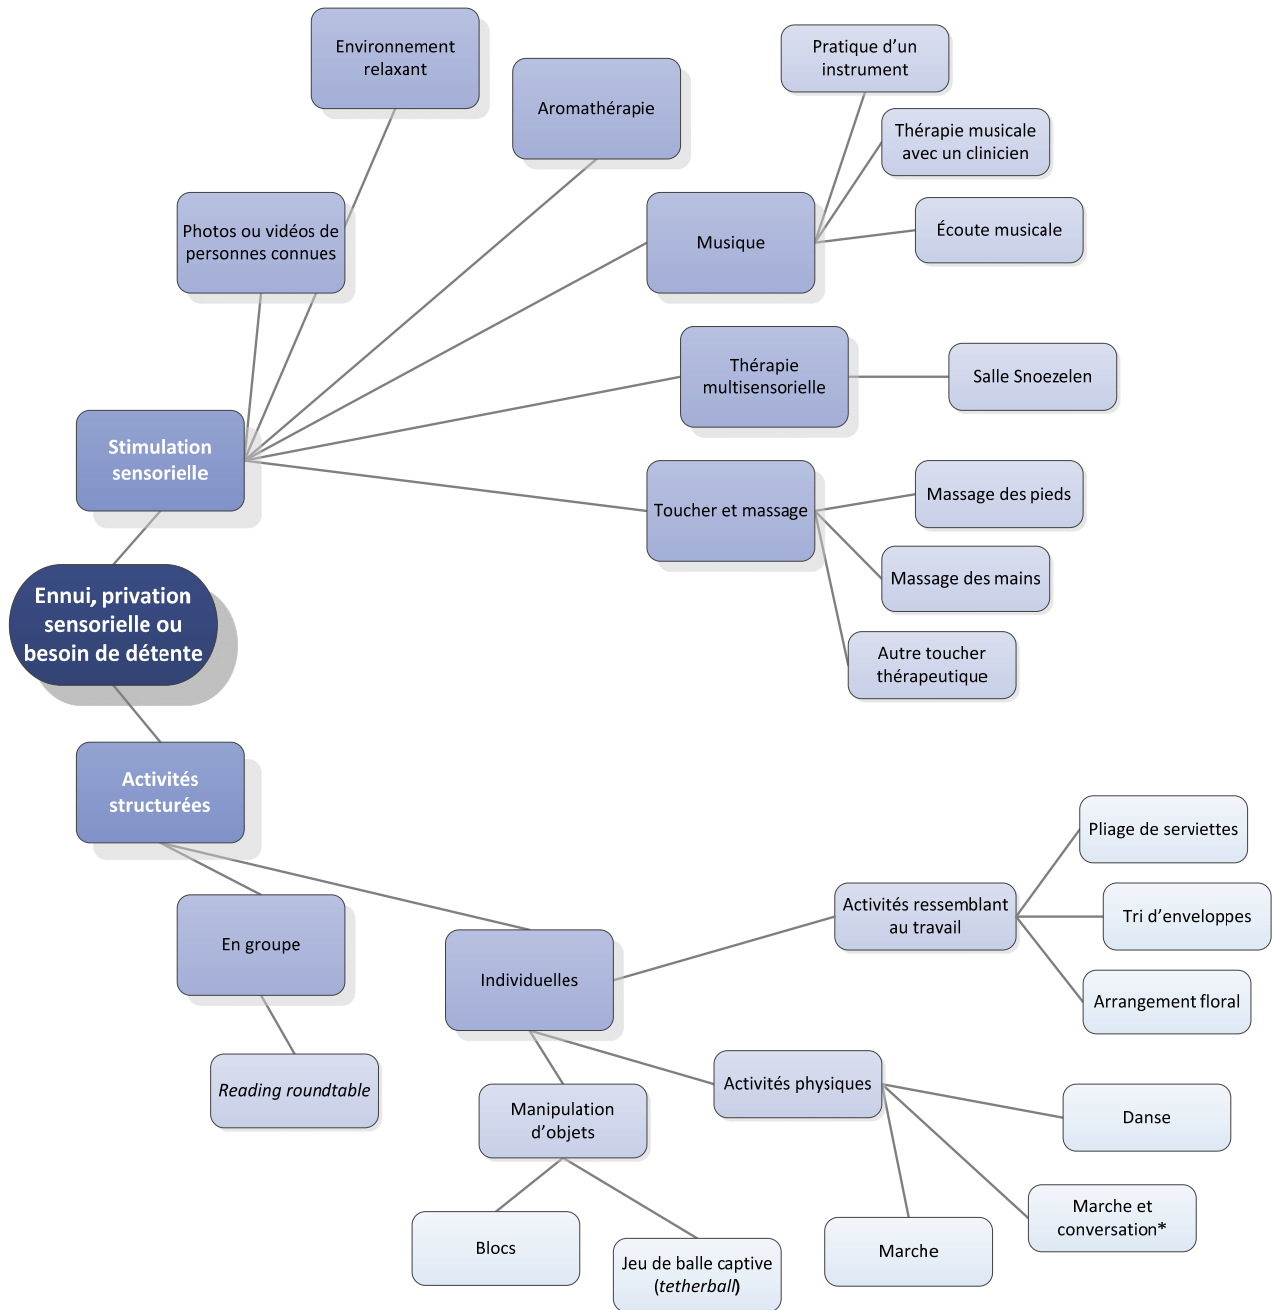 Environnement
relaxant
Aromathérapie
Pratique d’un
instrument
Thérapie musicale
avec un clinicien
Écoute musicale
Musique
Photos ou vidéos de
personnes connues
Thérapie
multisensorielle
Salle Snoezelen
Stimulation
sensorielle
Toucher et massage
Massage des pieds
Massage des mains
Autre toucher
thérapeutique
Ennui, privation
sensorielle ou
besoin de détente
Activités
structurées
En groupe
Reading roundtable
Individuelles
Activités ressemblant
au travail
Pliage de serviettes
Tri d’enveloppes
Arrangement floral
Activités physiques
Danse
Marche et
conversation*
Marche
Manipulation
d’objets
Blocs
Jeu de balle captive
(tetherball)